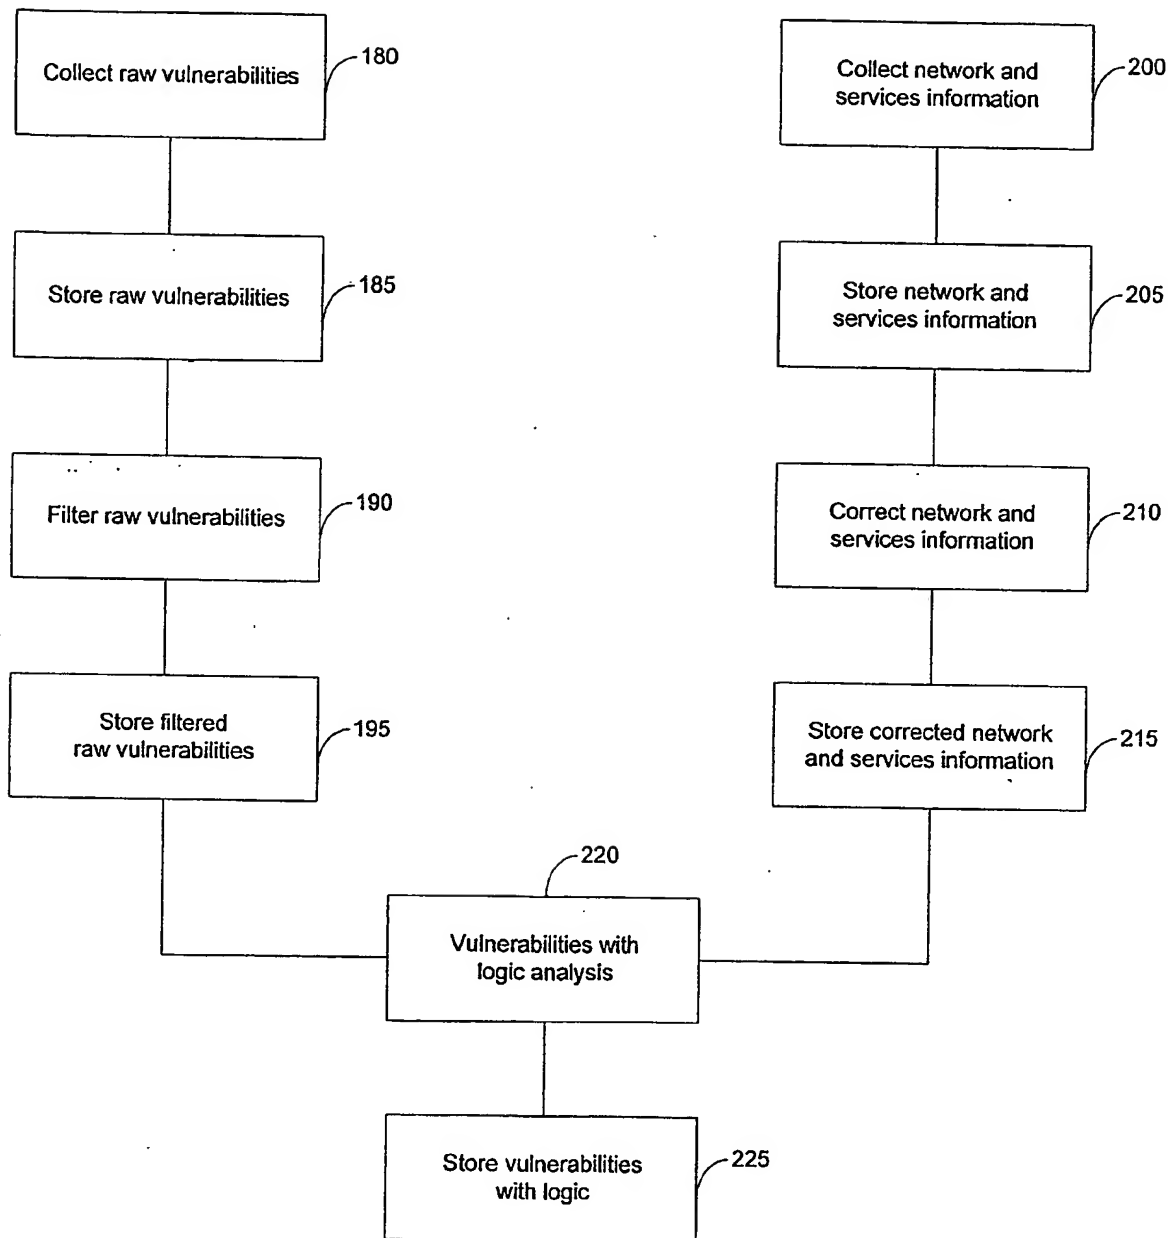 Collect raw vulnerabilities
180
Store raw vulnerabilities
185
Filter raw vulnerabilities
190
Store filtered
raw vulnerabilities
195
Collect network and
services information
200
Store network and
services information
205
Correct network and
services information
210
Store corrected network
and services information
215
220
Vulnerabilities with
logic analysis
Store vulnerabilities
with logic
225